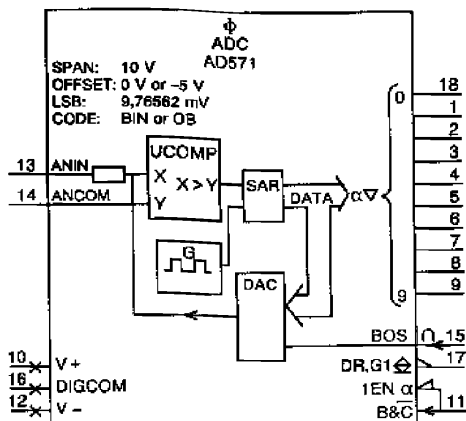 Φ
ADC
AD571
SPAN: 10 V
OFFSET: 0 V or –5 V
LSB: 9,76562 mV
CODE: BIN or OB
UCOMP
X
X > Y
Y
SAR
DATA
α▽
0
9
G
DAC
13 ANIN
14 ANCOM
10 V+
16 DIG.COM
12 V–
18
1
2
3
4
5
6
7
8
9
BOS ∩ 15
DR,G1 17
1EN α
B&C̅ 11